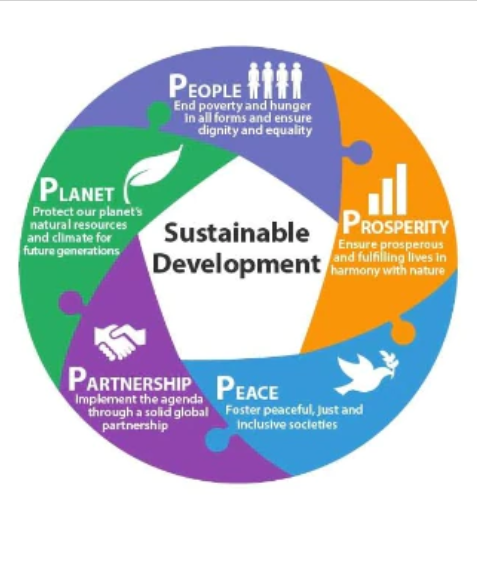 PEOPLE
End poverty and hunger
in all forms and ensure
dignity and equality
PROSPERITY
Ensure prosperous
and fulfilling lives in
harmony with nature
PEACE
Foster peaceful, just and
inclusive societies
PARTNERSHIP
Implement the agenda
through a solid global
partnership
PLANET
Protect our planet's
natural resources
and climate for
future generations
Sustainable
Development